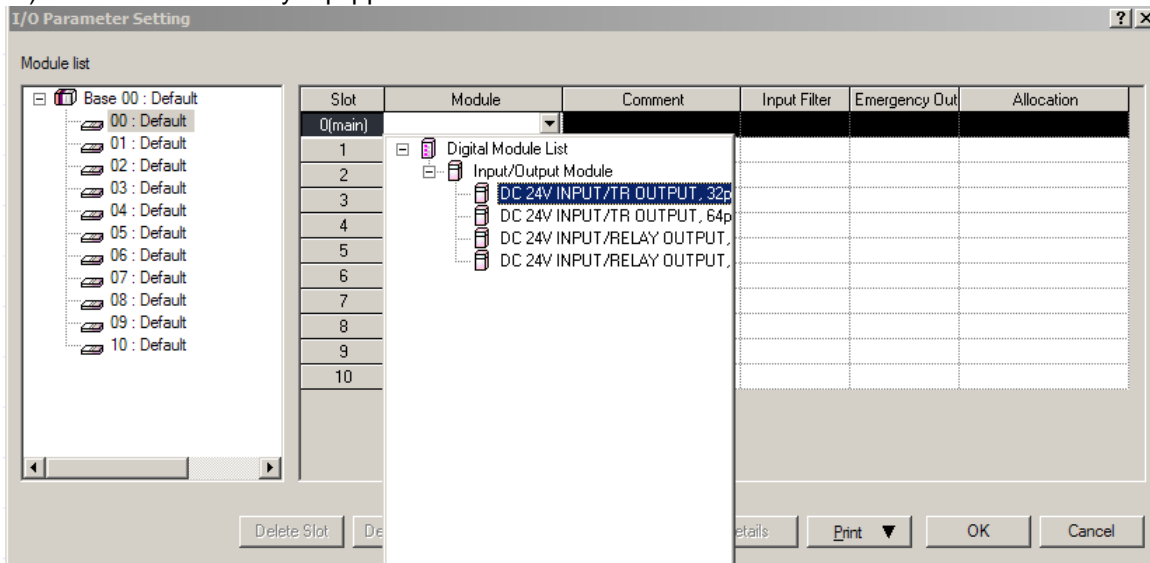 I/O Parameter Setting
Module list
Base 00 : Default
00 : Default
01 : Default
02 : Default
03 : Default
04 : Default
05 : Default
06 : Default
07 : Default
08 : Default
09 : Default
10 : Default
Slot Module Comment Input Filter Emergency Out Allocation
0(main)
1
2
3
4
5
6
7
8
9
10
Digital Module List
Input/Output Module
DC 24V INPUT/TR OUTPUT, 32p
DC 24V INPUT/TR OUTPUT, 64p
DC 24V INPUT/RELAY OUTPUT,
DC 24V INPUT/RELAY OUTPUT,
Delete Slot De etails Print ▼ OK Cancel